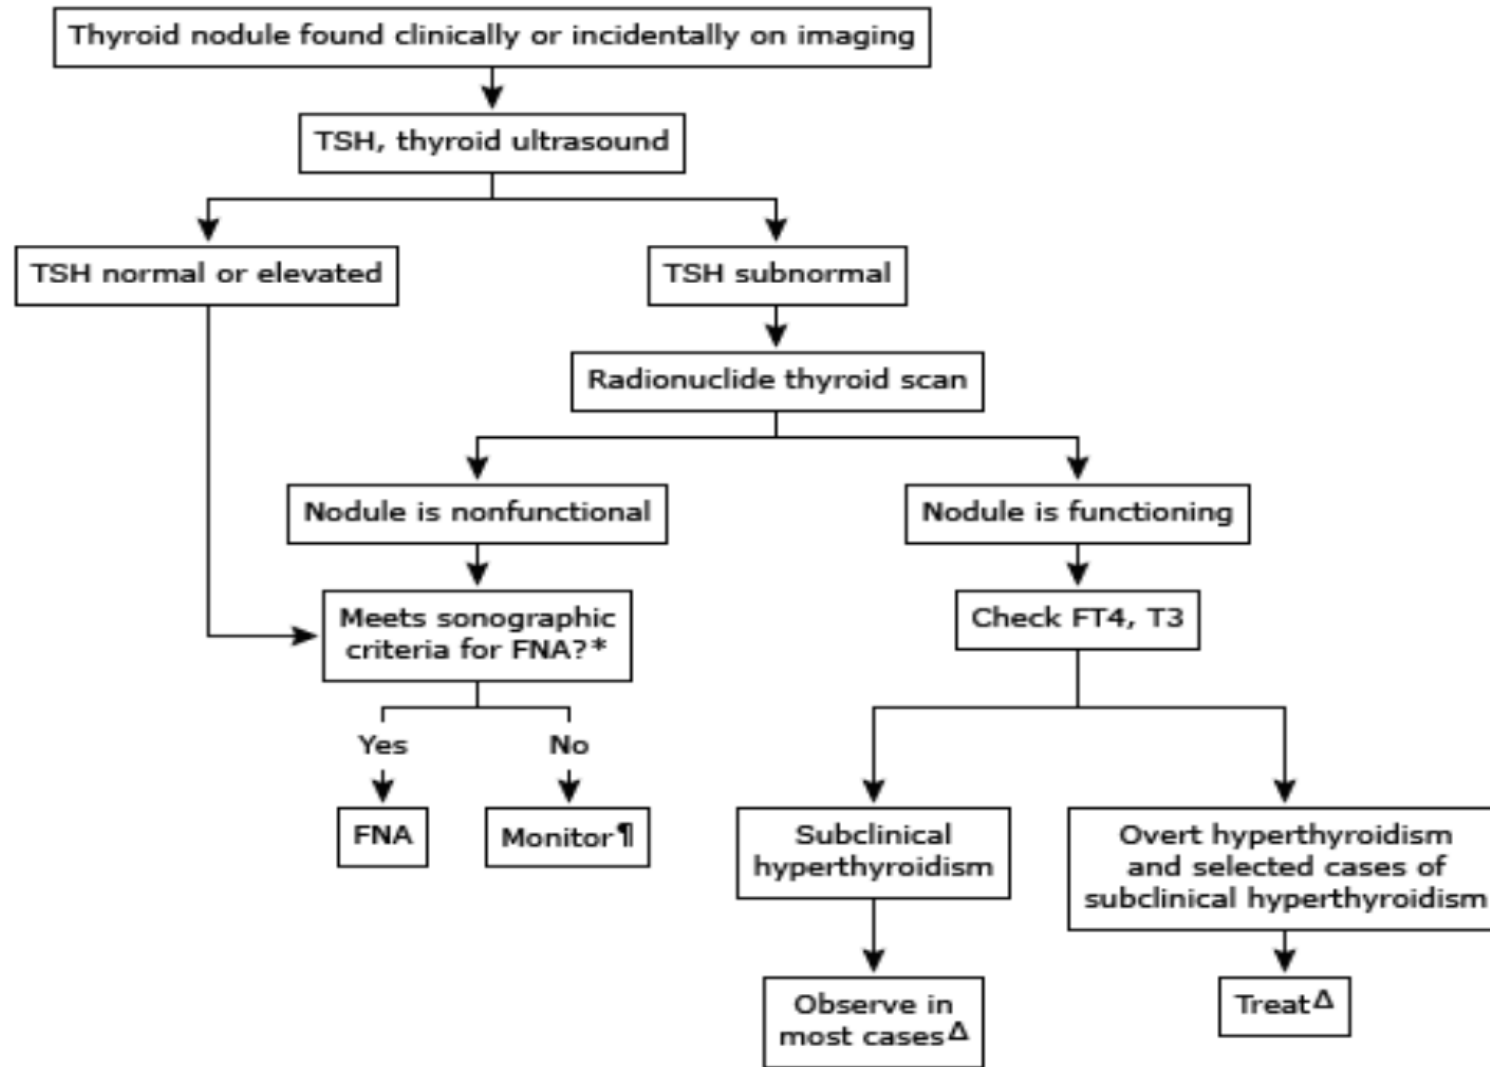 Thyroid nodule found clinically or incidentally on imaging
TSH, thyroid ultrasound
TSH normal or elevated
TSH subnormal
Radionuclide thyroid scan
Nodule is nonfunctional
Nodule is functioning
Meets sonographic
criteria for FNA?*
Check FT4, T3
Yes
No
FNA
Monitor¶
Subclinical
hyperthyroidism
Overt hyperthyroidism
and selected cases of
subclinical hyperthyroidism
Observe in
most casesΔ
TreatΔ